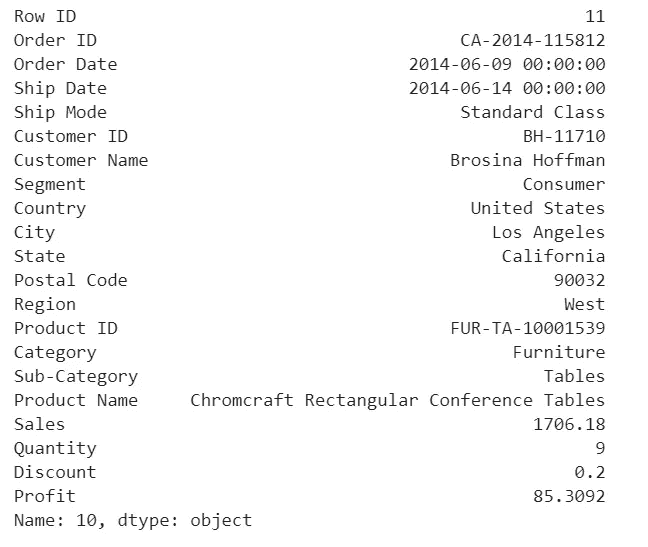 Row ID 11
Order ID CA-2014-115812
Order Date 2014-06-09 00:00:00
Ship Date 2014-06-14 00:00:00
Ship Mode Standard Class
Customer ID BH-11710
Customer Name Brosina Hoffman
Segment Consumer
Country United States
City Los Angeles
State California
Postal Code 90032
Region West
Product ID FUR-TA-10001539
Category Furniture
Sub-Category Tables
Product Name Chromcraft Rectangular Conference Tables
Sales 1706.18
Quantity 9
Discount 0.2
Profit 85.3092
Name: 10, dtype: object